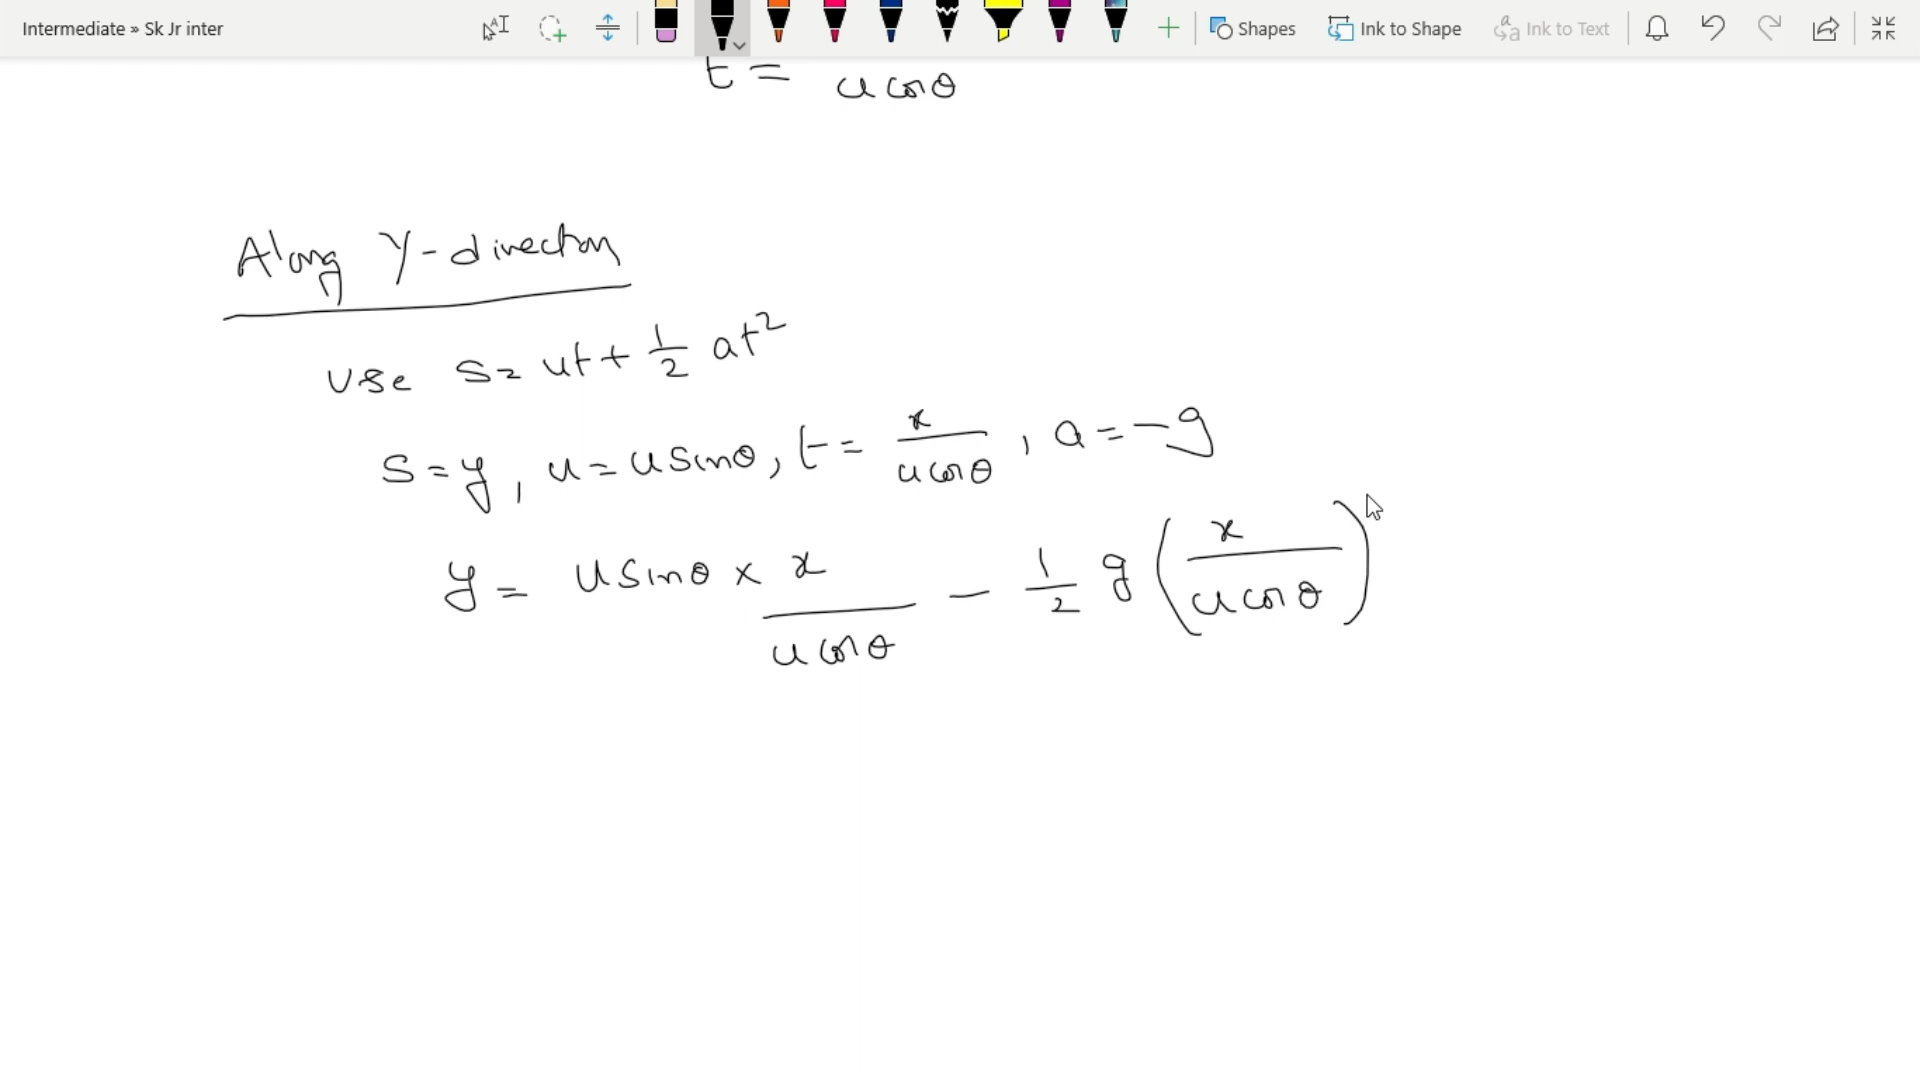 Intermediate » Sk Jr inter
Shapes Ink to Shape Ink to Text
t = u cos θ
Along Y-direction
Use S = ut + 1/2 at²
S = y, u = u sin θ, t = x/(u cos θ), a = -g
y = u sin θ × x/(u cos θ) - 1/2 g (x/(u cos θ))